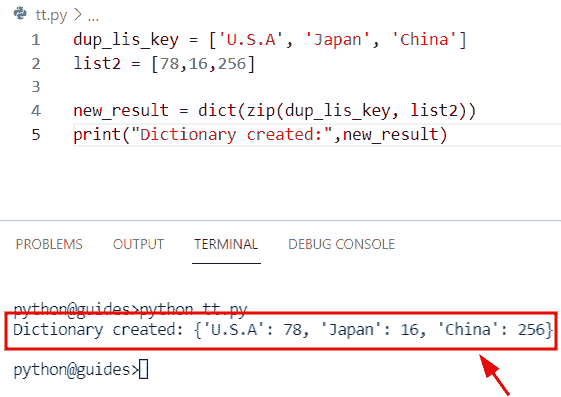 tt.py > ...
1 dup_lis_key = ['U.S.A', 'Japan', 'China']
2 list2 = [78,16,256]
3
4 new_result = dict(zip(dup_lis_key, list2))
5 print("Dictionary created:",new_result)
PROBLEMS OUTPUT TERMINAL DEBUG CONSOLE
python@guides>python tt.py
Dictionary created: {'U.S.A': 78, 'Japan': 16, 'China': 256}
python@guides>